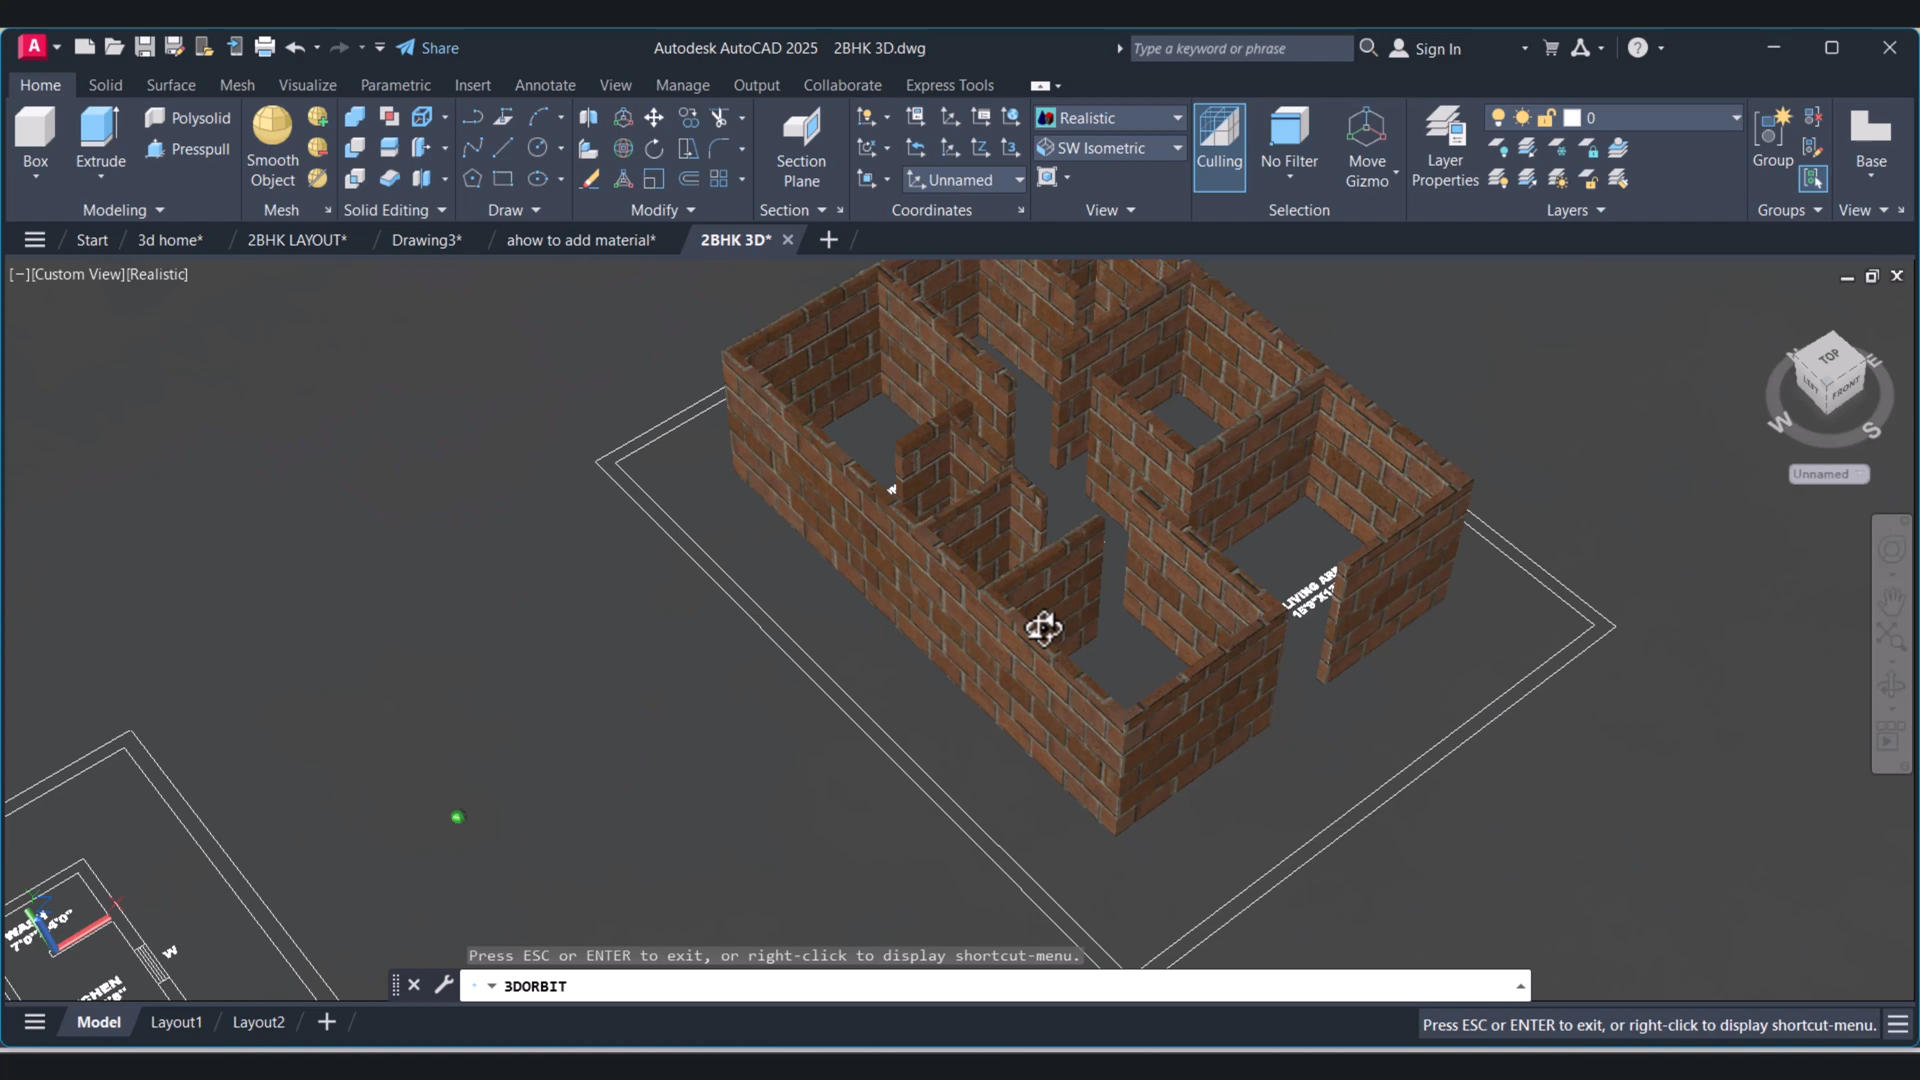 A
Share
Autodesk AutoCAD 2025 2BHK 3D.dwg
Type a keyword or phrase
Sign In
Home Solid Surface Mesh Visualize Parametric Insert Annotate View Manage Output Collaborate Express Tools
Box
Extrude
Polysolid
Presspull
Smooth
Object
Section
Plane
Unnamed
Realistic
SW Isometric
Culling
No Filter
Move
Gizmo
Layer
Properties
0
Group
Base
Modeling Mesh Solid Editing Draw Modify Section Coordinates View Selection Layers Groups View
Start 3d home* 2BHK LAYOUT* Drawing3* ahow to add material* 2BHK 3D*
[−][Custom View][Realistic]
TOP
LEFT
FRONT
E
W
S
Unnamed
W
LIVING
W
Press ESC or ENTER to exit, or right-click to display shortcut-menu.
3DORBIT
Model Layout1 Layout2
Press ESC or ENTER to exit, or right-click to display shortcut-menu.